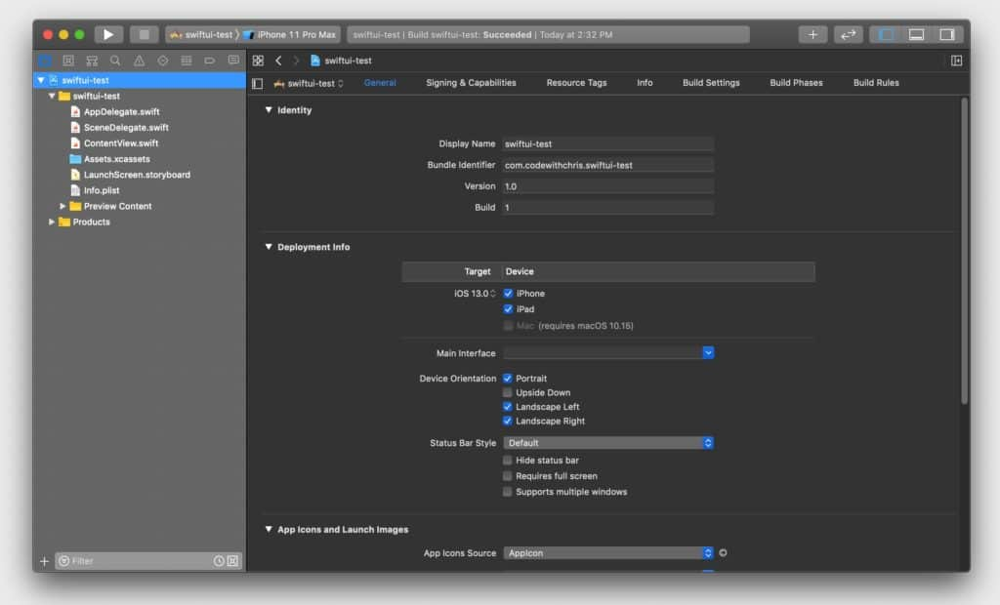 swiftui-test
iPhone 11 Pro Max
swiftui-test | Build swiftui-test: Succeeded | Today at 2:32 PM
swiftui-test
swiftui-test
swiftui-test
AppDelegate.swift
SceneDelegate.swift
ContentView.swift
Assets.xcassets
LaunchScreen.storyboard
Info.plist
Preview Content
Products
Filter
swiftui-test
General
Signing & Capabilities
Resource Tags
Info
Build Settings
Build Phases
Build Rules
Identity
Display Name swiftui-test
Bundle Identifier com.codewithchris.swiftui-test
Version 1.0
Build 1
Deployment Info
Target Device
iOS 13.0 iPhone
iPad
Mac (requires macOS 10.15)
Main Interface
Device Orientation Portrait
Upside Down
Landscape Left
Landscape Right
Status Bar Style Default
Hide status bar
Requires full screen
Supports multiple windows
App Icons and Launch Images
App Icons Source AppIcon